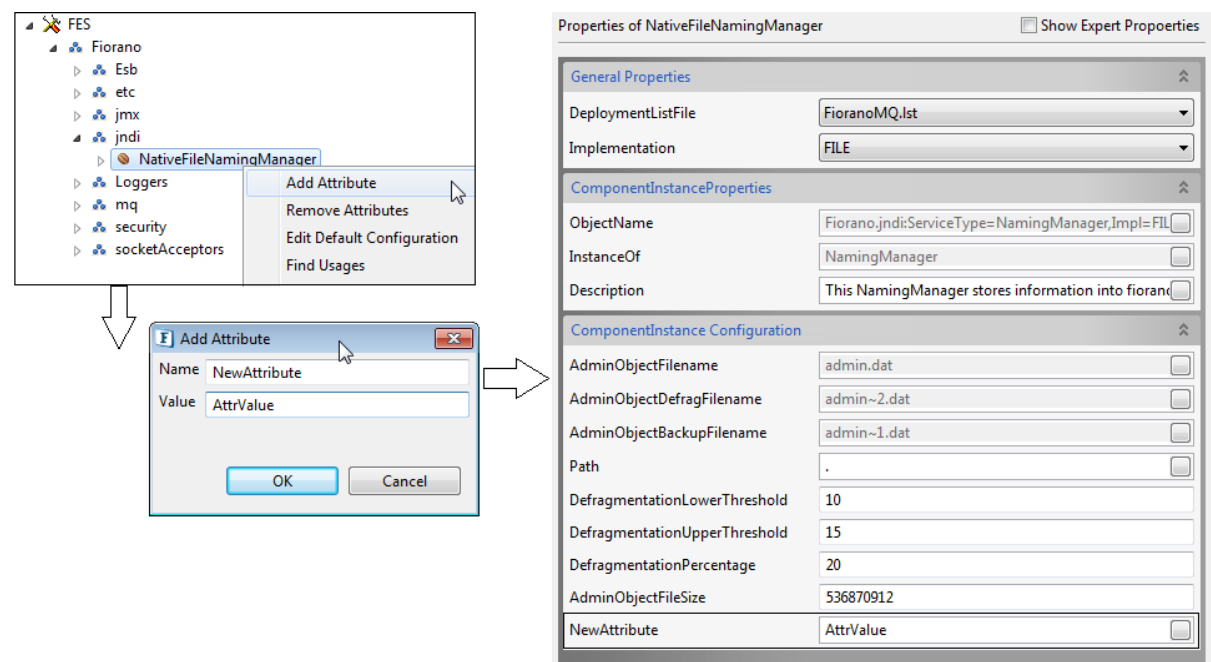 FES
Fiorano
Esb
etc
jmx
jndi
NativeFileNamingManager
Loggers
mq
security
socketAcceptors
Add Attribute
Remove Attributes
Edit Default Configuration
Find Usages
F Add Attribute
Name NewAttribute
Value AttrValue
OK Cancel
Properties of NativeFileNamingManager Show Expert Propoerties
General Properties
DeploymentListFile FioranoMQ.lst
Implementation FILE
ComponentInstanceProperties
ObjectName Fiorano.jndi:ServiceType=NamingManager,Impl=FIL
InstanceOf NamingManager
Description This NamingManager stores information into fiorano
ComponentInstance Configuration
AdminObjectFilename admin.dat
AdminObjectDefragFilename admin~2.dat
AdminObjectBackupFilename admin~1.dat
Path .
DefragmentationLowerThreshold 10
DefragmentationUpperThreshold 15
DefragmentationPercentage 20
AdminObjectFileSize 536870912
NewAttribute AttrValue